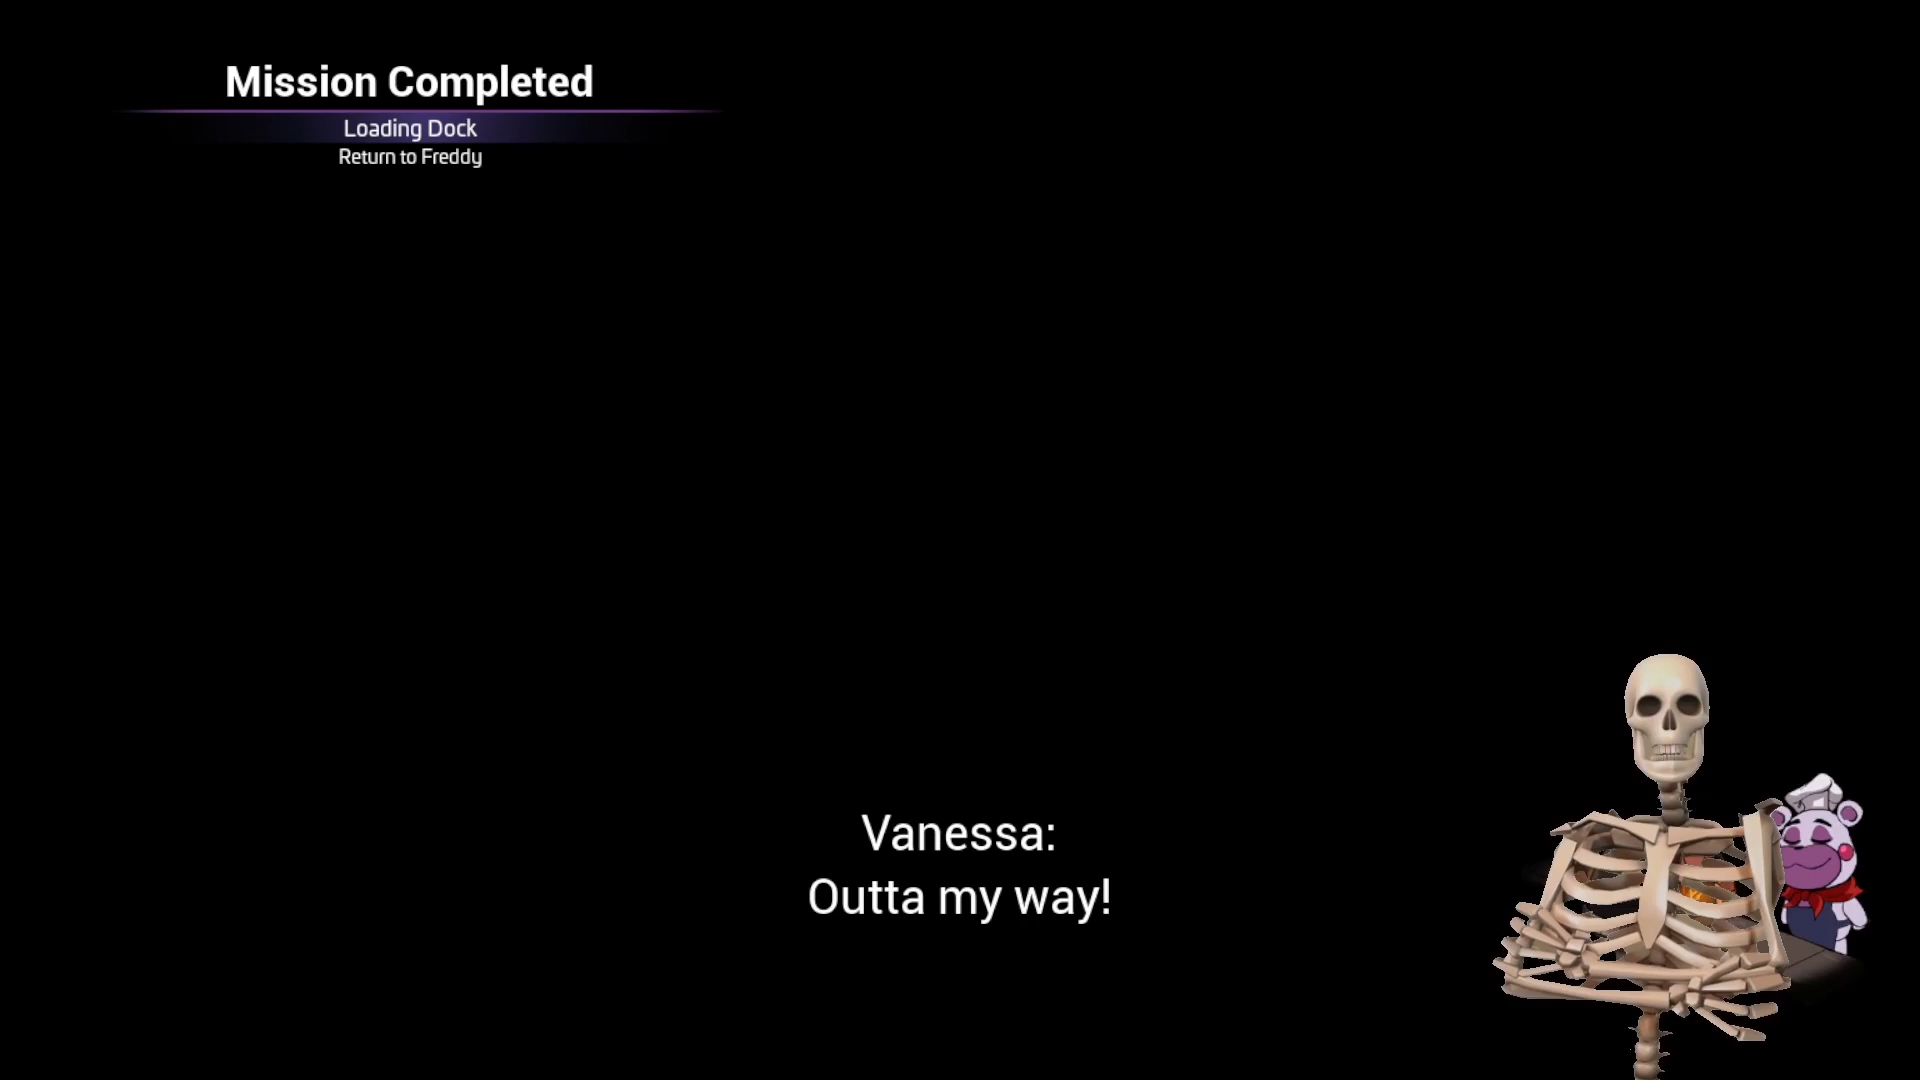 Mission Completed
Loading Dock
Return to Freddy
Vanessa:
Outta my way!